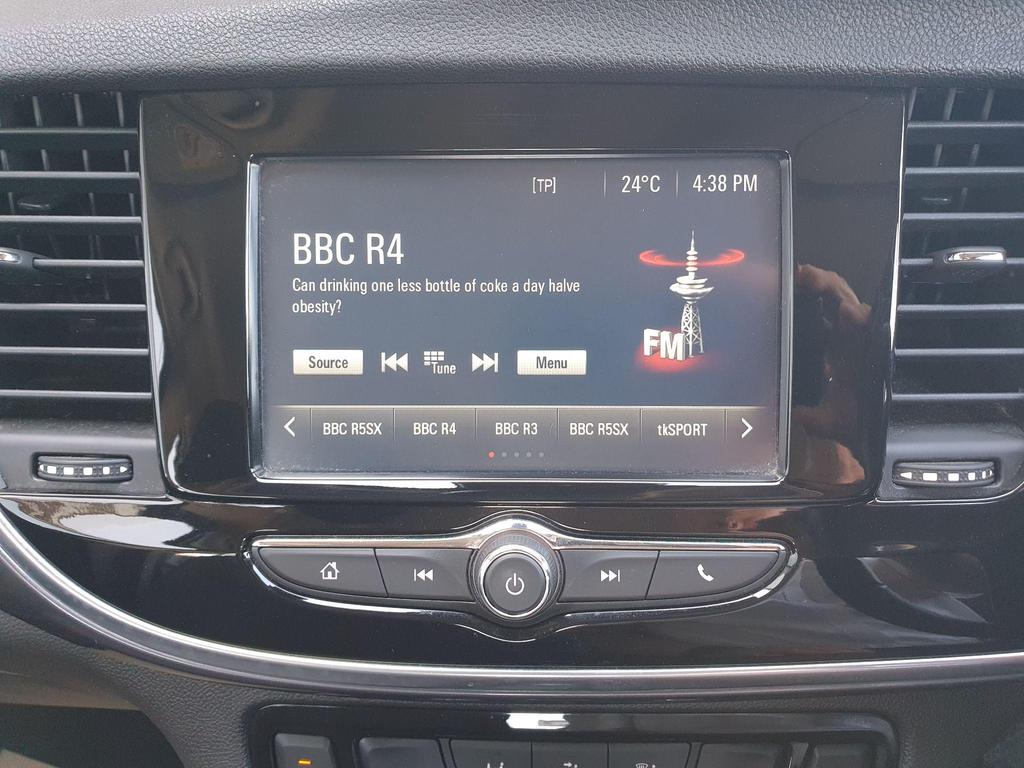 [TP] 24°C 4:38 PM
BBC R4
Can drinking one less bottle of coke a day halve
obesity?
FM
Source Tune Menu
BBC R5SX BBC R4 BBC R3 BBC R5SX tkSPORT